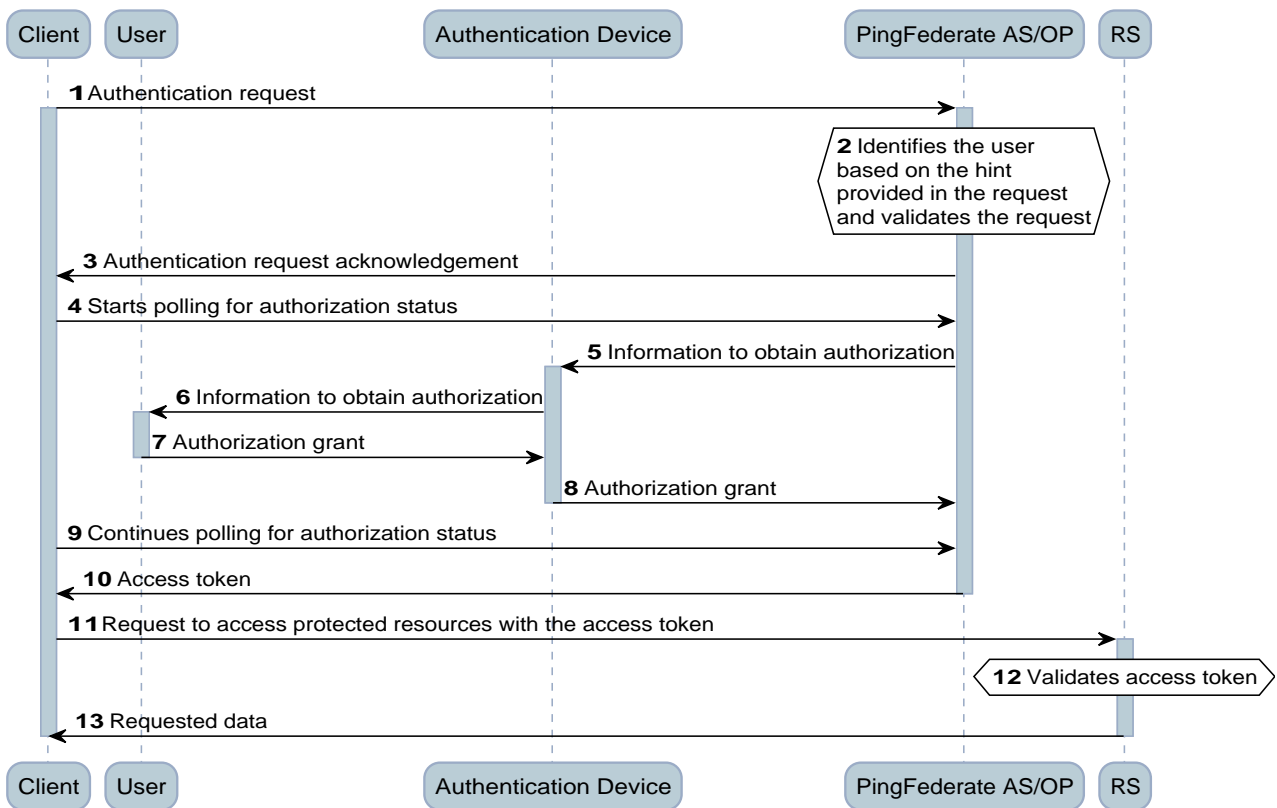 Client
User
Authentication Device
PingFederate AS/OP
RS
1 Authentication request
2 Identifies the user
based on the hint
provided in the request
and validates the request
3 Authentication request acknowledgement
4 Starts polling for authorization status
5 Information to obtain authorization
6 Information to obtain authorization
7 Authorization grant
8 Authorization grant
9 Continues polling for authorization status
10 Access token
11 Request to access protected resources with the access token
12 Validates access token
13 Requested data
Client
User
Authentication Device
PingFederate AS/OP
RS